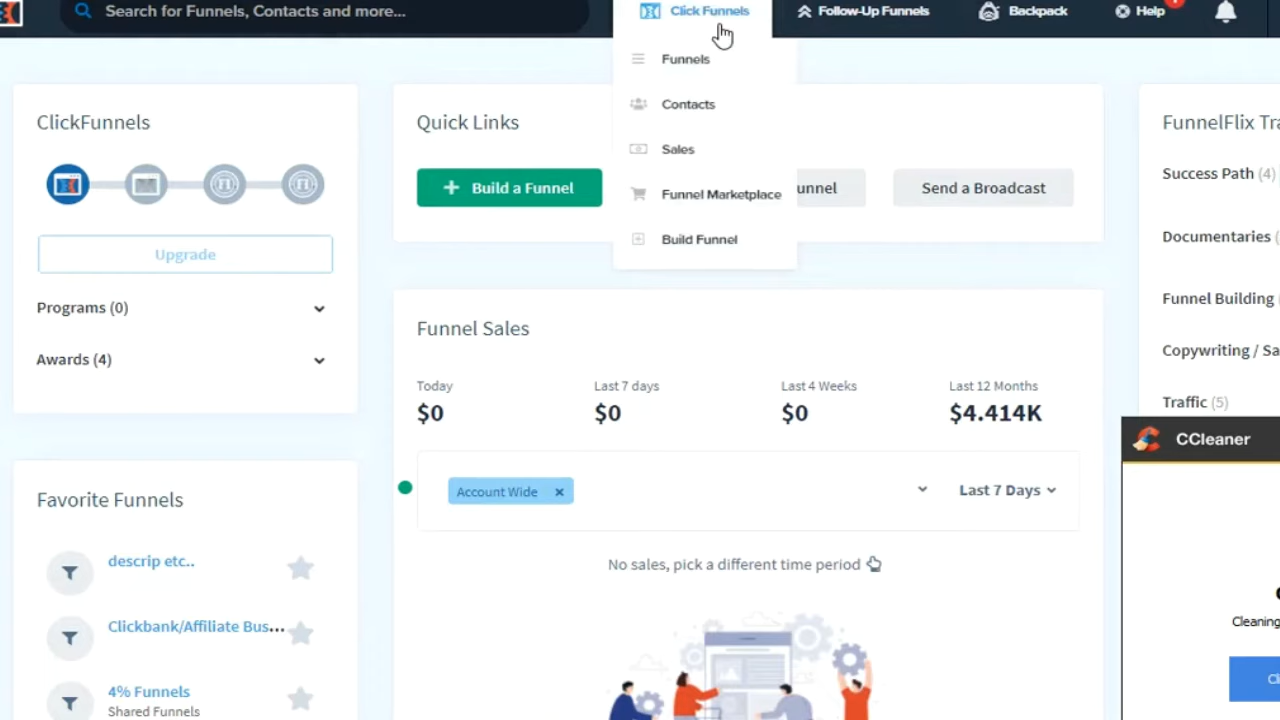 Search for Funnels, Contacts and more...
Click Funnels
Follow-Up Funnels
Backpack
Help
Funnels
Contacts
Sales
Funnel Marketplace
Build Funnel
ClickFunnels
Upgrade
Programs (0)
Awards (4)
Quick Links
Build a Funnel
unnel
Send a Broadcast
FunnelFlix Tra
Success Path (4)
Documentaries (
Funnel Building
Copywriting / Sa
Traffic (5)
Funnel Sales
Today
Last 7 days
Last 4 Weeks
Last 12 Months
$0
$0
$0
$4.414K
Account Wide ×
Last 7 Days
No sales, pick a different time period
Favorite Funnels
descrip etc..
Clickbank/Affiliate Bus...
4% Funnels
Shared Funnels
CCleaner
Cleaning